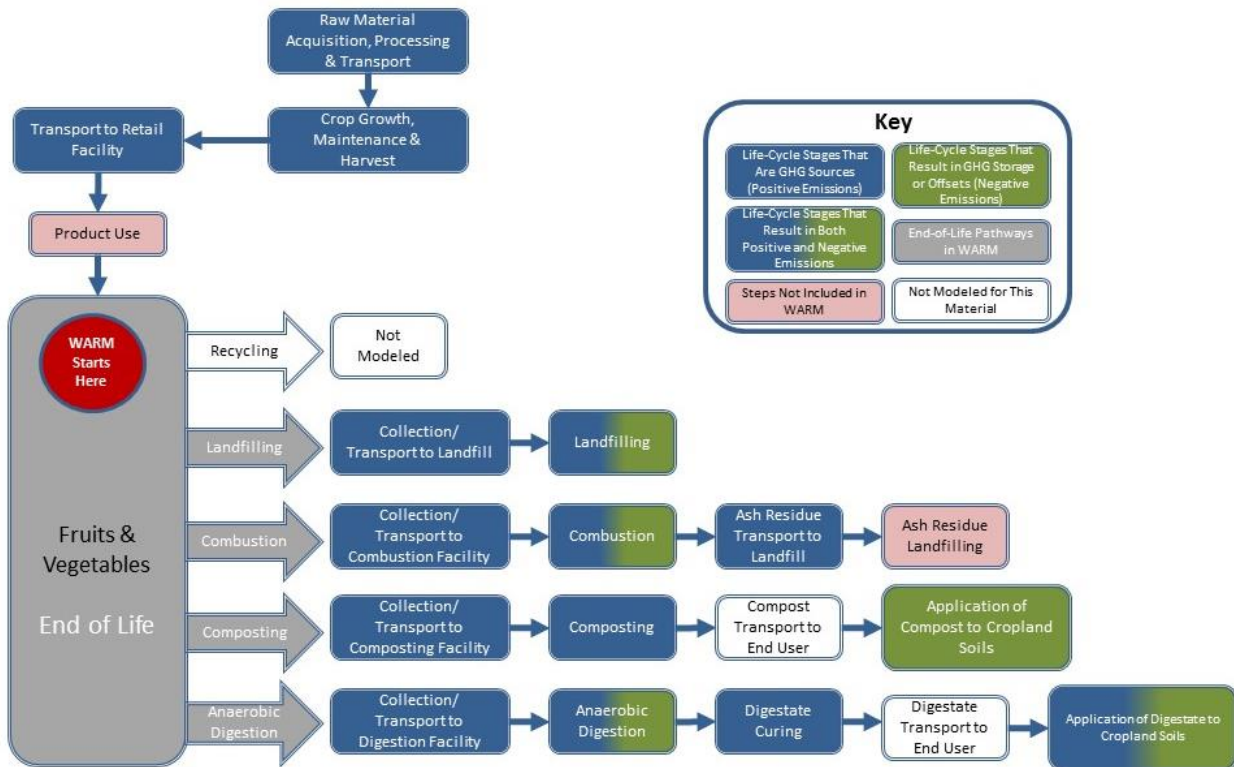 Raw Material
Acquisition, Processing
& Transport
Transport to Retail
Facility
Crop Growth,
Maintenance &
Harvest
Product Use
Key
Life-Cycle Stages That
Are GHG Sources
(Positive Emissions)
Life-Cycle Stages That
Result in GHG Storage
or Offsets (Negative
Emissions)
Life-Cycle Stages That
Result in Both
Positive and Negative
Emissions
End-of-Life Pathways
in WARM
Steps Not Included in
WARM
Not Modeled for This
Material
WARM
Starts
Here
Fruits &
Vegetables
End of Life
Recycling
Not
Modeled
Landfilling
Collection/
Transport to Landfill
Landfilling
Combustion
Collection/
Transport to
Combustion Facility
Combustion
Ash Residue
Transport to
Landfill
Ash Residue
Landfilling
Composting
Collection/
Transport to
Composting Facility
Composting
Compost
Transport to
End User
Application of
Compost to Cropland
Soils
Anaerobic
Digestion
Collection/
Transport to
Digestion Facility
Anaerobic
Digestion
Digestate
Curing
Digestate
Transport to
End User
Application of Digestate to
Cropland Soils